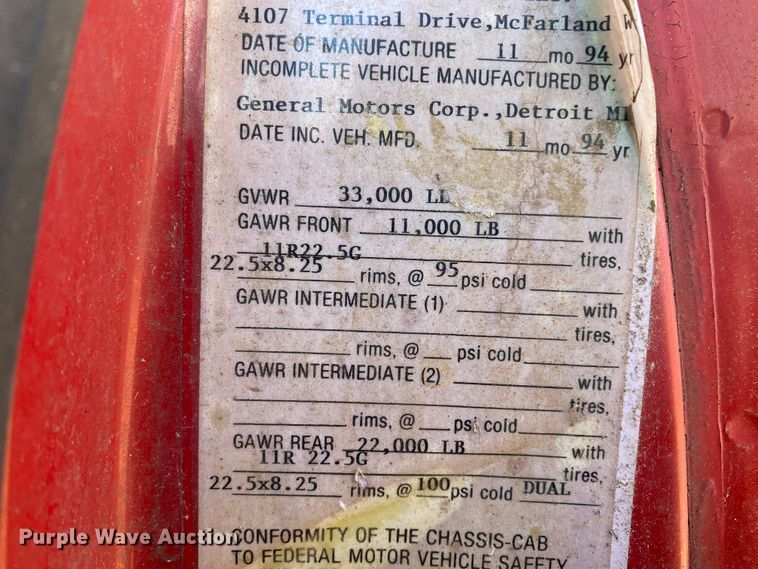 4107 Terminal Drive,McFarland W
DATE OF MANUFACTURE 11 mo 94 yr
INCOMPLETE VEHICLE MANUFACTURED BY:
General Motors Corp.,Detroit MI
DATE INC. VEH. MFD. 11 mo 94 yr
GVWR 33,000 LB
GAWR FRONT 11,000 LB with
11R22.5G tires,
22.5x8.25 rims, @ 95 psi cold
GAWR INTERMEDIATE (1) with
tires,
rims, @ psi cold
GAWR INTERMEDIATE (2) with
tires,
rims, @ psi cold
GAWR REAR 22,000 LB with
11R 22.5G tires,
22.5x8.25 rims, @ 100 psi cold DUAL
CONFORMITY OF THE CHASSIS-CAB
TO FEDERAL MOTOR VEHICLE SAFETY
Purple Wave Auction